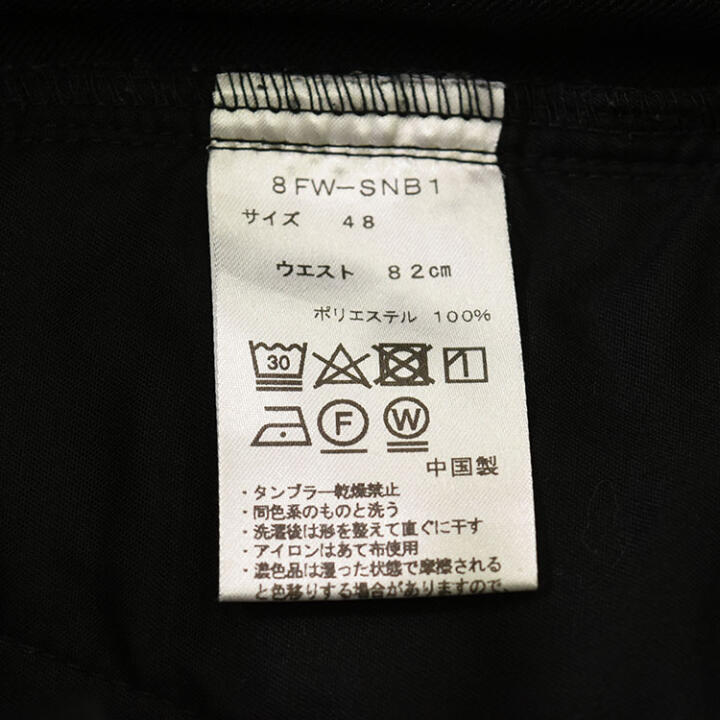 8FW-SNB1
サイズ 48
ウエスト 82cm
ポリエステル 100%
30
F W
中国製
・タンブラー乾燥禁止
・同色系のものと洗う
・洗濯後は形を整えて直ぐに干す
・アイロンはあて布使用
・濃色品は湿った状態で摩擦される
と色移りする場合がありますので、